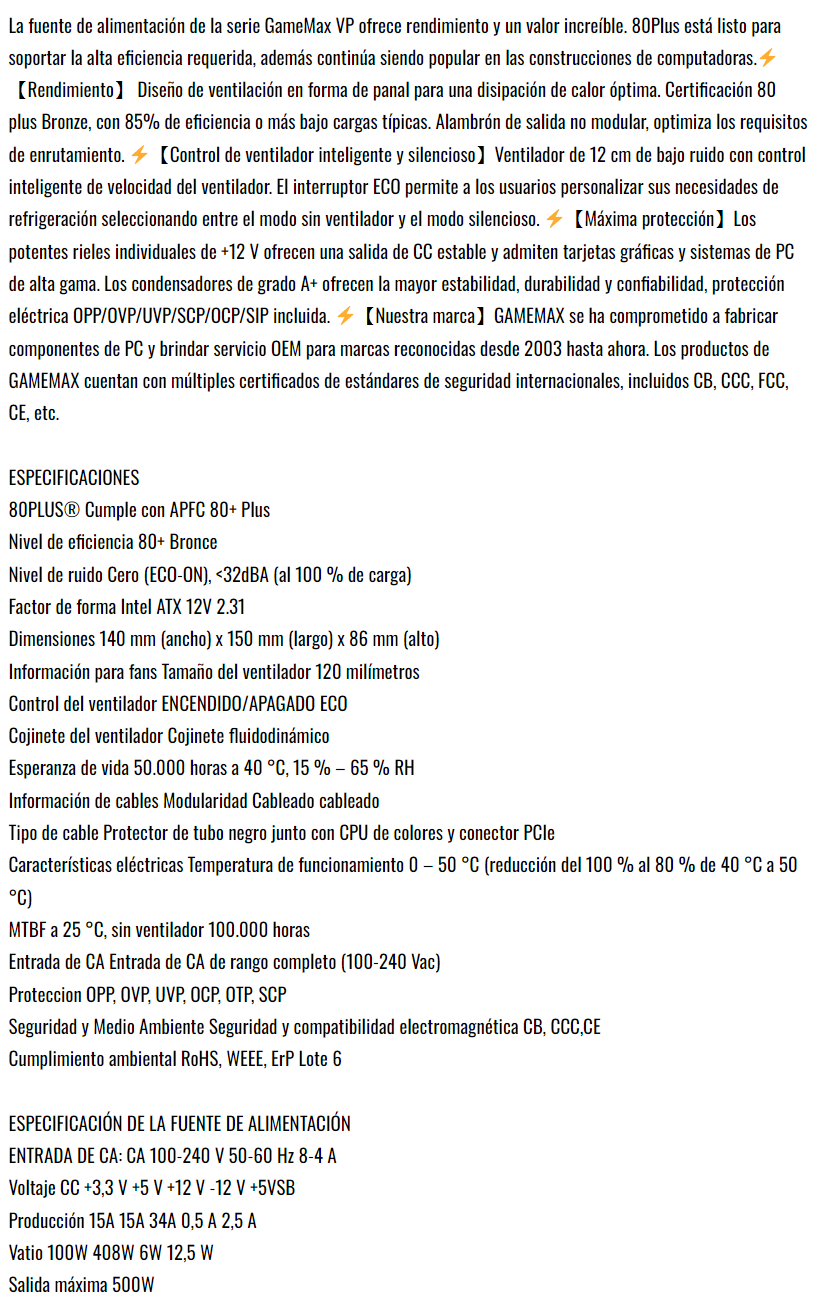 La fuente de alimentación de la serie GameMax VP ofrece rendimiento y un valor increíble. 80Plus está listo para
soportar la alta eficiencia requerida, además continúa siendo popular en las construcciones de computadoras.⚡
【Rendimiento】 Diseño de ventilación en forma de panal para una disipación de calor óptima. Certificación 80
plus Bronze, con 85% de eficiencia o más bajo cargas típicas. Alambrón de salida no modular, optimiza los requisitos
de enrutamiento. ⚡【Control de ventilador inteligente y silencioso】Ventilador de 12 cm de bajo ruido con control
inteligente de velocidad del ventilador. El interruptor ECO permite a los usuarios personalizar sus necesidades de
refrigeración seleccionando entre el modo sin ventilador y el modo silencioso. ⚡【Máxima protección】Los
potentes rieles individuales de +12 V ofrecen una salida de CC estable y admiten tarjetas gráficas y sistemas de PC
de alta gama. Los condensadores de grado A+ ofrecen la mayor estabilidad, durabilidad y confiabilidad, protección
eléctrica OPP/OVP/UVP/SCP/OCP/SIP incluida. ⚡【Nuestra marca】GAMEMAX se ha comprometido a fabricar
componentes de PC y brindar servicio OEM para marcas reconocidas desde 2003 hasta ahora. Los productos de
GAMEMAX cuentan con múltiples certificados de estándares de seguridad internacionales, incluidos CB, CCC, FCC,
CE, etc.
ESPECIFICACIONES
80PLUS® Cumple con APFC 80+ Plus
Nivel de eficiencia 80+ Bronce
Nivel de ruido Cero (ECO-ON), <32dBA (al 100 % de carga)
Factor de forma Intel ATX 12V 2.31
Dimensiones 140 mm (ancho) x 150 mm (largo) x 86 mm (alto)
Información para fans Tamaño del ventilador 120 milímetros
Control del ventilador ENCENDIDO/APAGADO ECO
Cojinete del ventilador Cojinete fluidodinámico
Esperanza de vida 50.000 horas a 40 °C, 15 % – 65 % RH
Información de cables Modularidad Cableado cableado
Tipo de cable Protector de tubo negro junto con CPU de colores y conector PCIe
Características eléctricas Temperatura de funcionamiento 0 – 50 °C (reducción del 100 % al 80 % de 40 °C a 50
°C)
MTBF a 25 °C, sin ventilador 100.000 horas
Entrada de CA Entrada de CA de rango completo (100-240 Vac)
Proteccion OPP, OVP, UVP, OCP, OTP, SCP
Seguridad y Medio Ambiente Seguridad y compatibilidad electromagnética CB, CCC,CE
Cumplimiento ambiental RoHS, WEEE, ErP Lote 6
ESPECIFICACIÓN DE LA FUENTE DE ALIMENTACIÓN
ENTRADA DE CA: CA 100-240 V 50-60 Hz 8-4 A
Voltaje CC +3,3 V +5 V +12 V -12 V +5VSB
Producción 15A 15A 34A 0,5 A 2,5 A
Vatio 100W 408W 6W 12,5 W
Salida máxima 500W